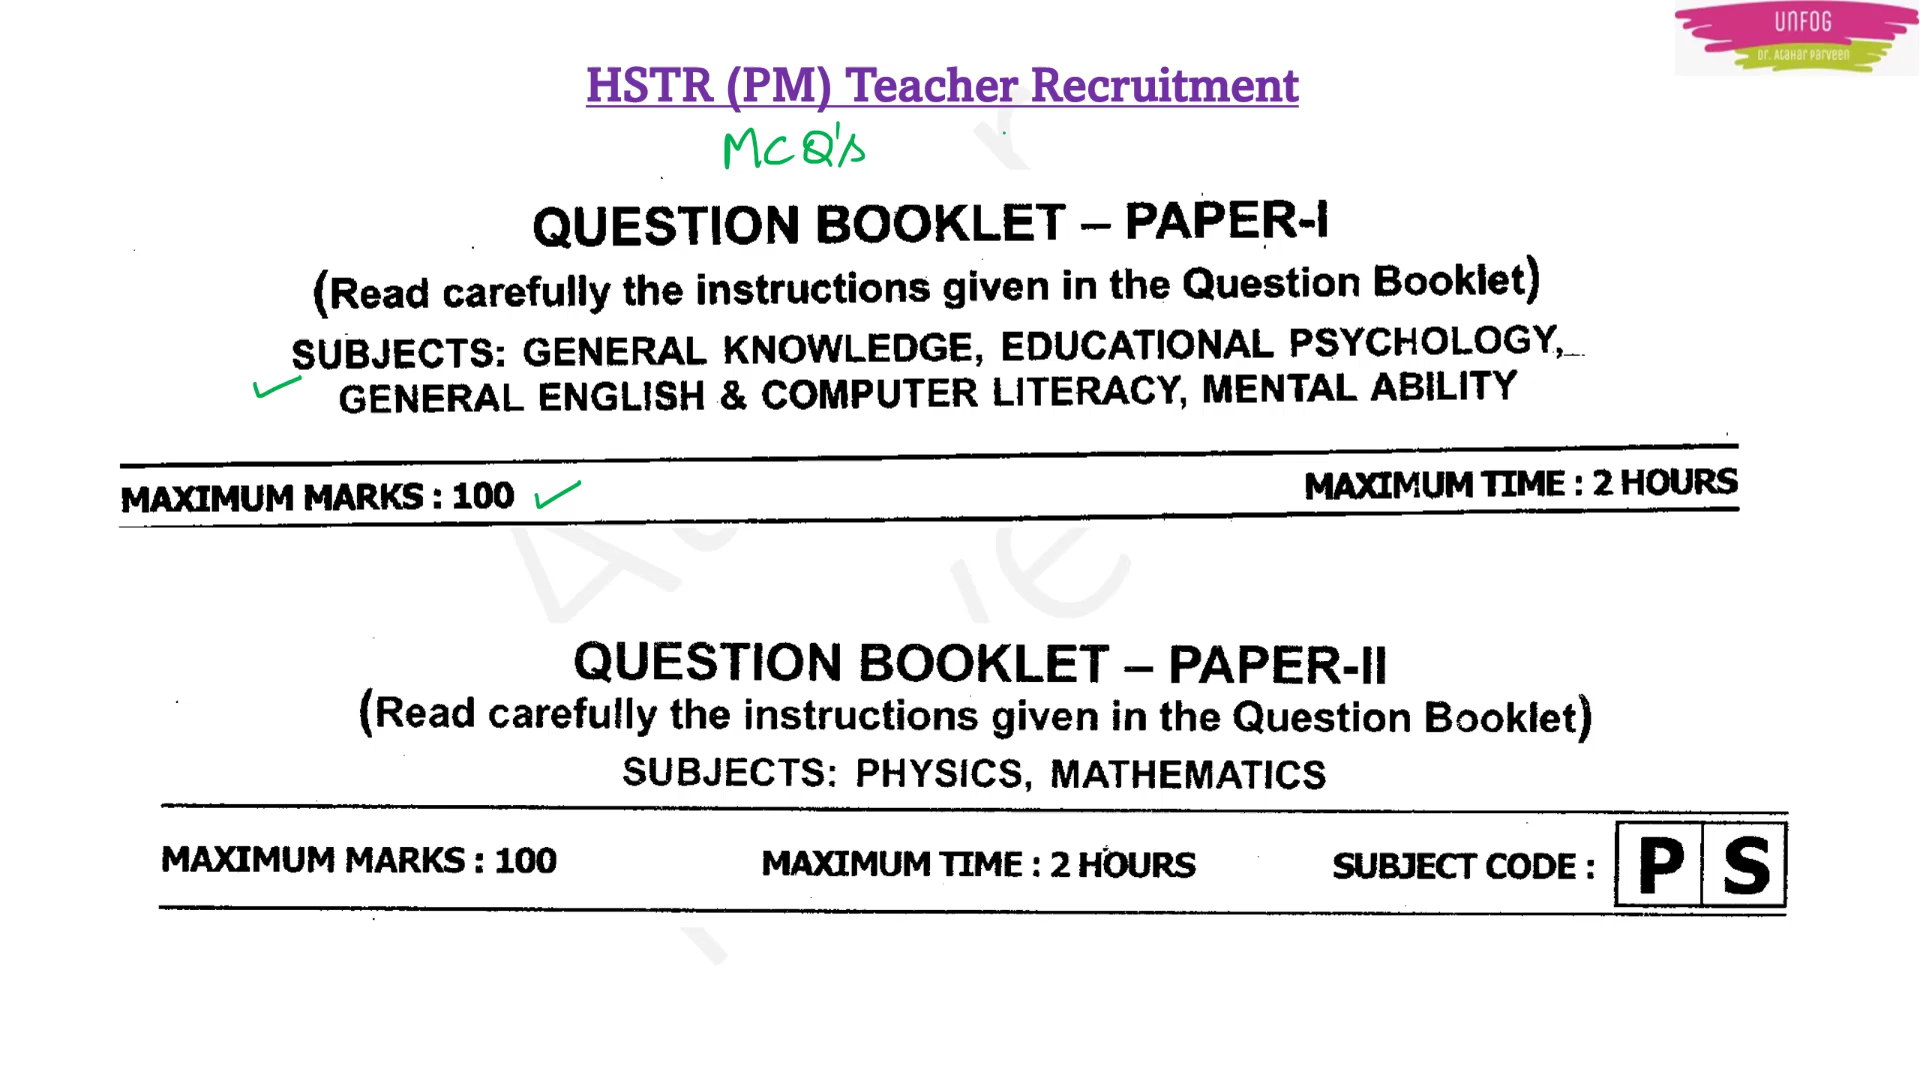 UNFOG
Dr. Atahar Parveen
HSTR (PM) Teacher Recruitment
MCQ's
QUESTION BOOKLET – PAPER-I
(Read carefully the instructions given in the Question Booklet)
SUBJECTS: GENERAL KNOWLEDGE, EDUCATIONAL PSYCHOLOGY,
GENERAL ENGLISH & COMPUTER LITERACY, MENTAL ABILITY
MAXIMUM MARKS : 100 MAXIMUM TIME : 2 HOURS
QUESTION BOOKLET – PAPER-II
(Read carefully the instructions given in the Question Booklet)
SUBJECTS: PHYSICS, MATHEMATICS
MAXIMUM MARKS : 100 MAXIMUM TIME : 2 HOURS SUBJECT CODE : P S